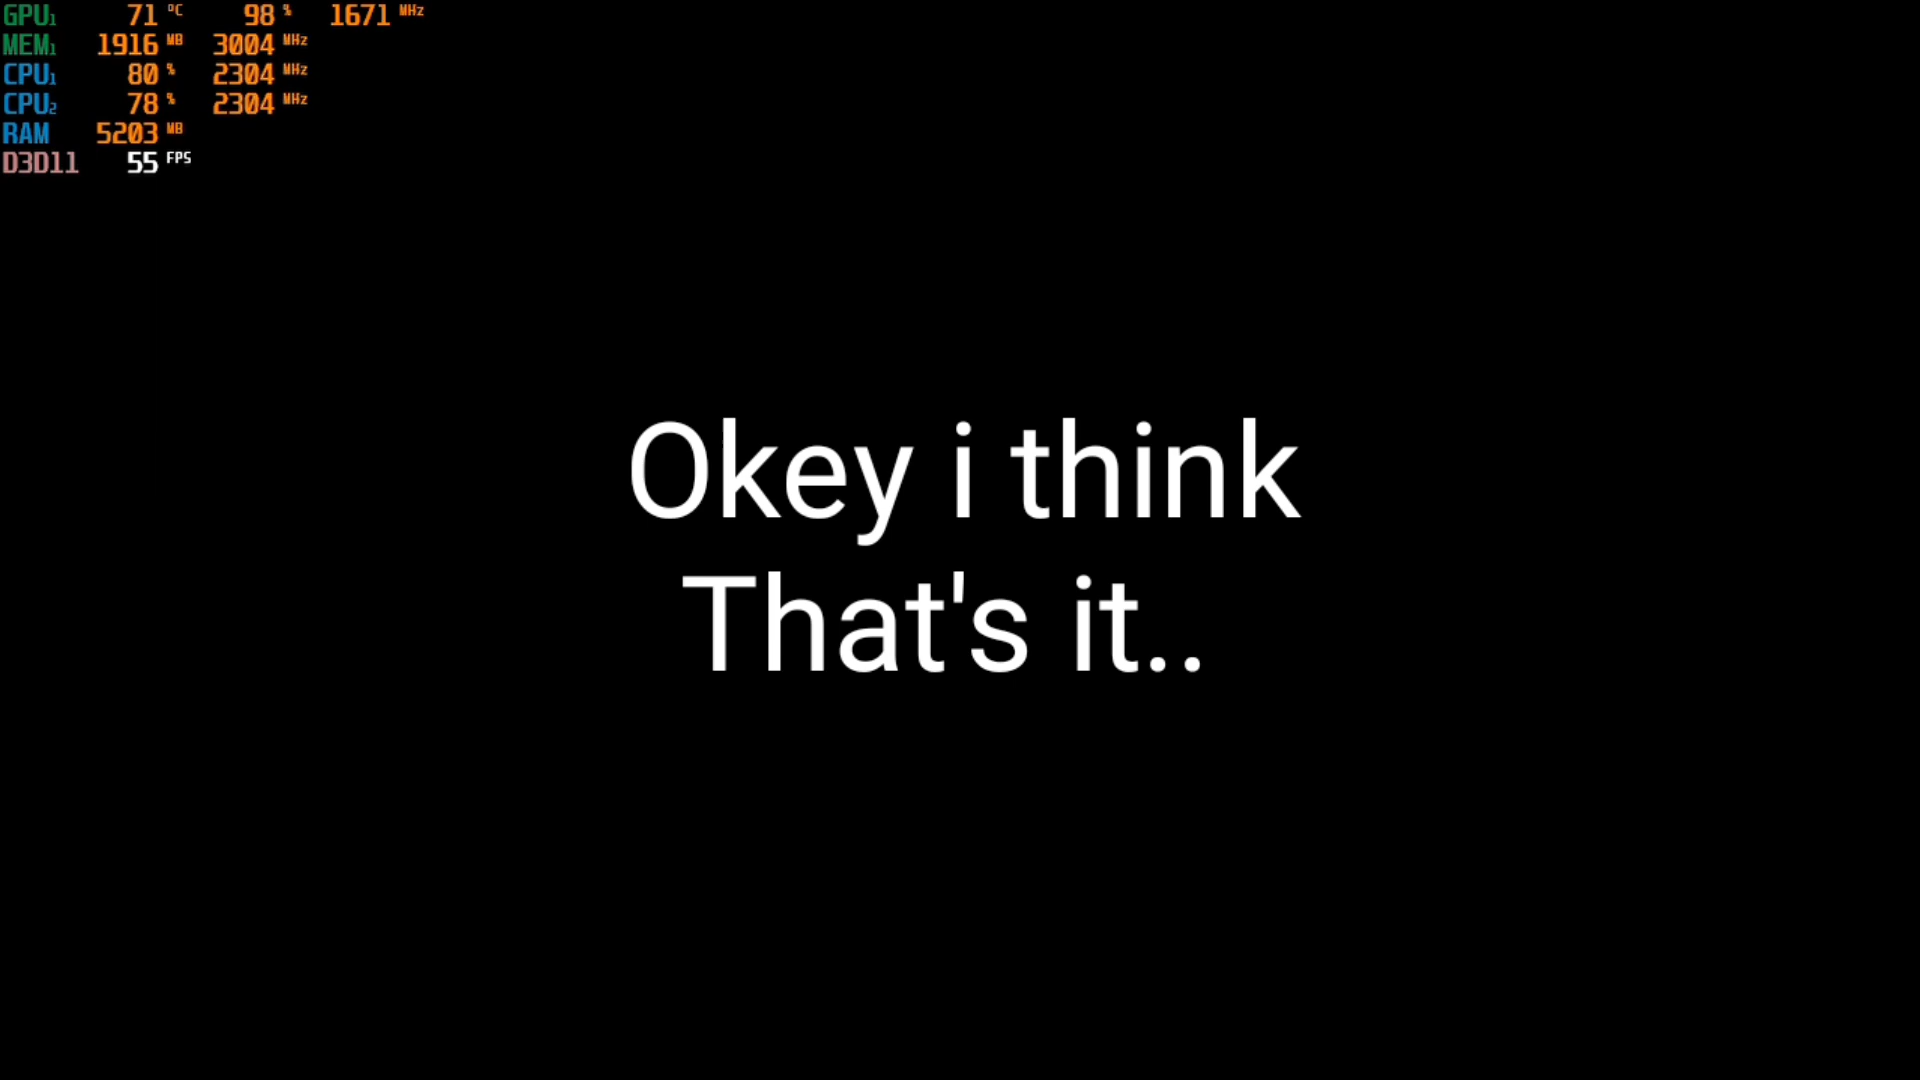 GPU1 71 °C 98 % 1671 MHz
MEM1 1916 MB 3004 MHz
CPU1 80 % 2304 MHz
CPU2 78 % 2304 MHz
RAM 5203 MB
D3D11 55 FPS
Okey i think
That's it..